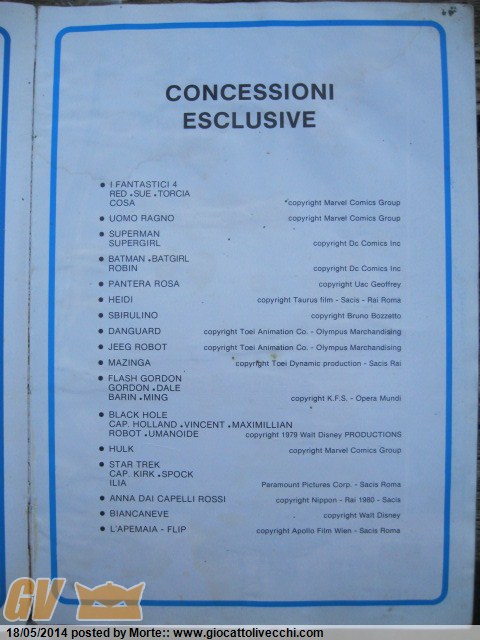 CONCESSIONI
ESCLUSIVE
• I FANTASTICI 4
RED • SUE • TORCIA
COSA copyright Marvel Comics Group
• UOMO RAGNO copyright Marvel Comics Group
• SUPERMAN
SUPERGIRL copyright Dc Comics Inc
• BATMAN • BATGIRL
ROBIN copyright Dc Comics Inc
• PANTERA ROSA copyright Uac Geoffrey
• HEIDI copyright Taurus film - Sacis - Rai Roma
• SBIRULINO copyright Bruno Bozzetto
• DANGUARD copyright Toei Animation Co. - Olympus Marchandising
• JEEG ROBOT copyright Toei Animation Co. - Olympus Marchandising
• MAZINGA copyright Toei Dynamic production - Sacis Rai
• FLASH GORDON
GORDON • DALE
BARIN • MING copyright K.F.S. - Opera Mundi
• BLACK HOLE
CAP. HOLLAND • VINCENT • MAXIMILLIAN
ROBOT • UMANOIDE copyright 1979 Walt Disney PRODUCTIONS
• HULK copyright Marvel Comics Group
• STAR TREK
CAP. KIRK • SPOCK
ILIA Paramount Pictures Corp. - Sacis Roma
• ANNA DAI CAPELLI ROSSI copyright Nippon - Rai 1980 - Sacis
• BIANCANEVE copyright Walt Disney
• L'APEMAIA - FLIP copyright Apollo Film Wien - Sacis Roma
GV
18/05/2014 posted by Morte:: www.giocattolivecchi.com